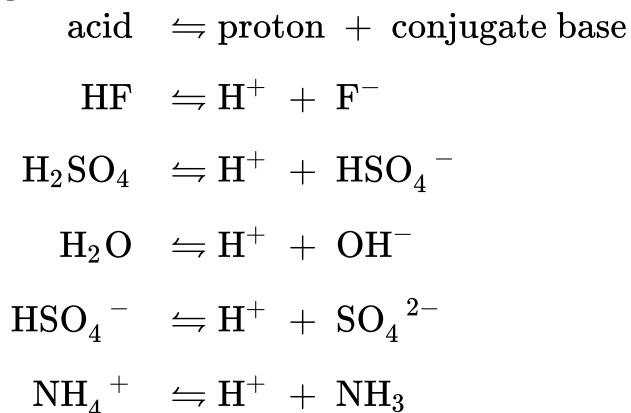 acid ⇋ proton + conjugate base
HF ⇋ H⁺ + F⁻
H₂SO₄ ⇋ H⁺ + HSO₄⁻
H₂O ⇋ H⁺ + OH⁻
HSO₄⁻ ⇋ H⁺ + SO₄²⁻
NH₄⁺ ⇋ H⁺ + NH₃